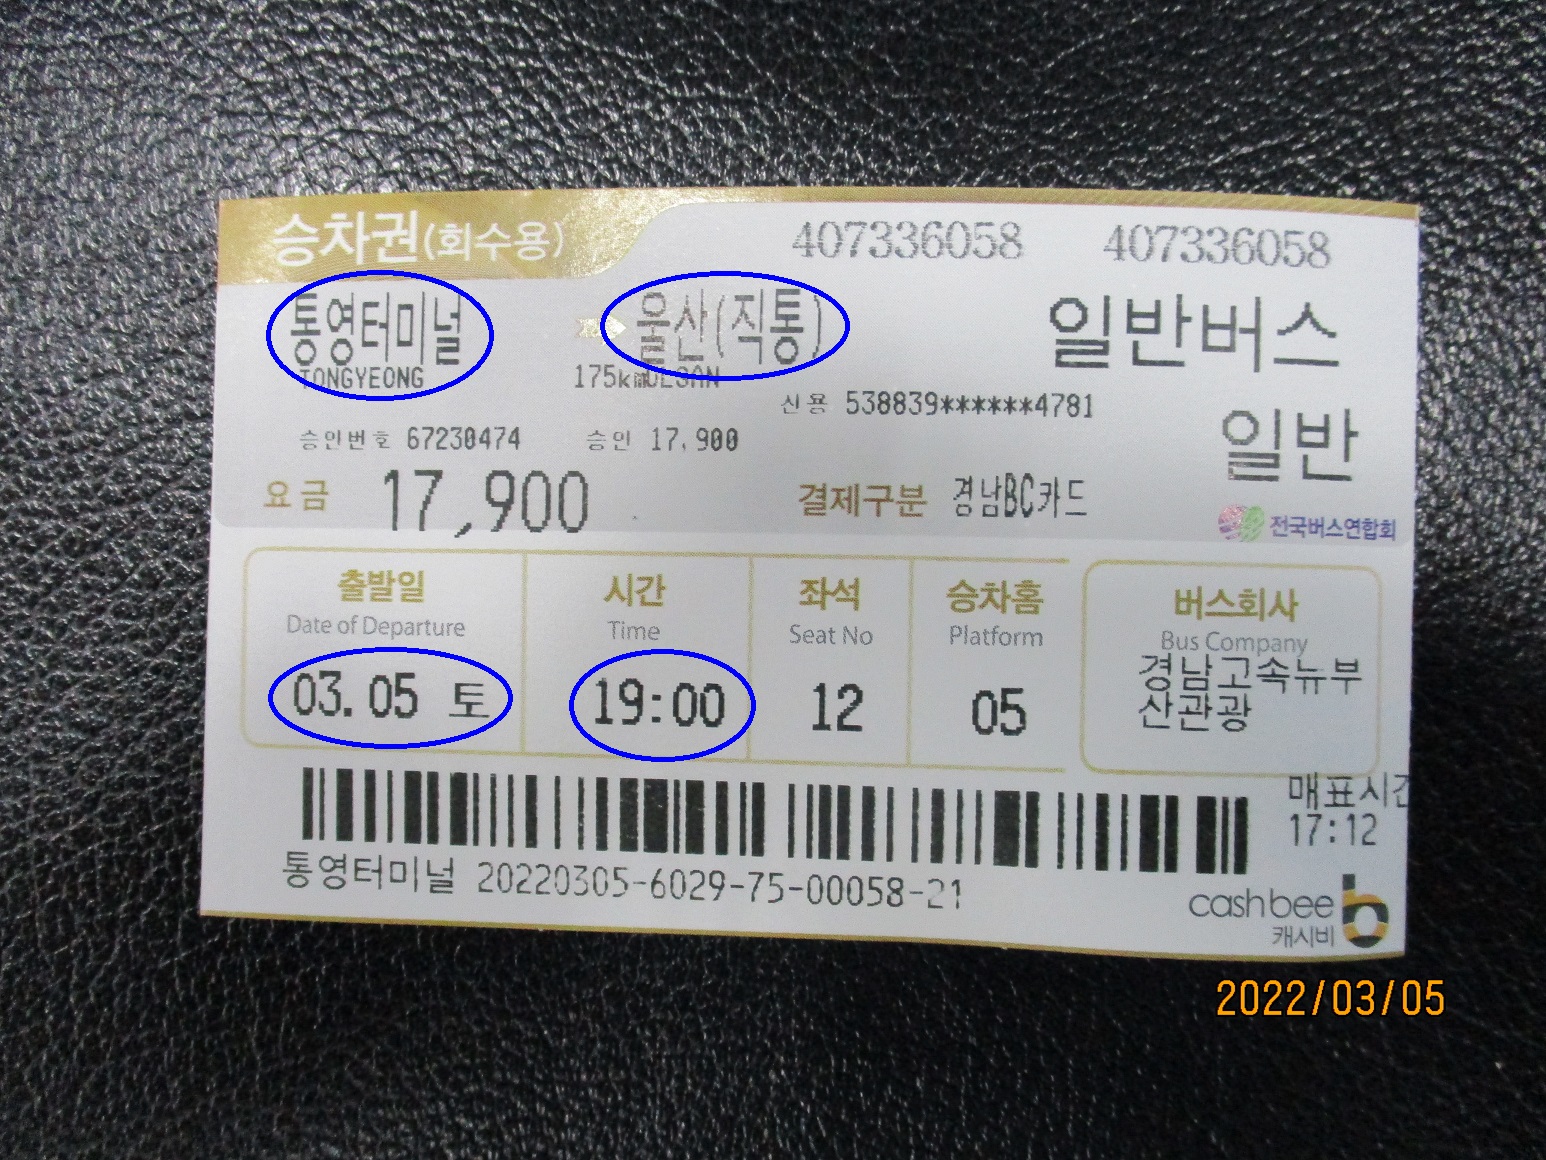 승차권(회수용)
407336058 407336058
통영터미널 울산(직통) 일반버스
TONGYEONG 175km ULSAN
신용 538839******4781
일반
승인번호 67230474 승인 17,900
요금 17,900 결제구분 경남BC카드
전국버스연합회
출발일 시간 좌석 승차홈 버스회사
Date of Departure Time Seat No Platform Bus Company
03.05 토 19:00 12 05 경남고속뉴부
산관광
매표시간
17:12
통영터미널 20220305-6029-75-00058-21
cashbee
캐시비
2022/03/05